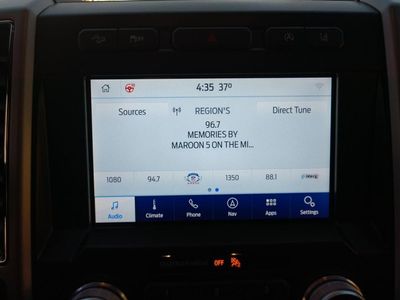 4:35 37°
Sources
REGION'S
Direct Tune
96.7
MEMORIES BY
MAROON 5 ON THE MI...
1080 94.7 1350 88.1
Audio Climate Phone Nav Apps Settings
OFF